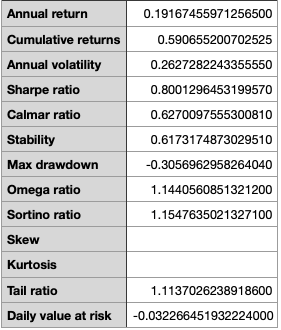 Annual return 0.19167455971256500
Cumulative returns 0.590655200702525
Annual volatility 0.2627282243355550
Sharpe ratio 0.8001296453199570
Calmar ratio 0.6270097555300810
Stability 0.6173174873029510
Max drawdown -0.3056962958264040
Omega ratio 1.1440560851321200
Sortino ratio 1.1547635021327100
Skew
Kurtosis
Tail ratio 1.1137026238918600
Daily value at risk -0.032266451932224000